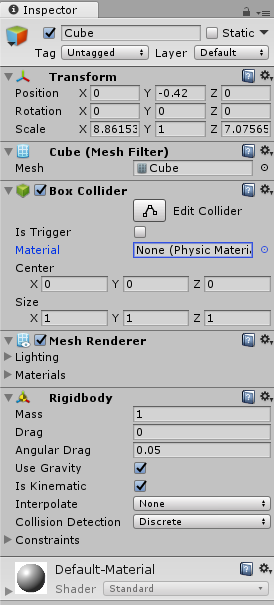 Inspector
Cube Static
Tag Untagged Layer Default
Transform
Position X 0 Y -0.42 Z 0
Rotation X 0 Y 0 Z 0
Scale X 8.86153 Y 1 Z 7.07565
Cube (Mesh Filter)
Mesh Cube
Box Collider
Edit Collider
Is Trigger
Material None (Physic Materia
Center
X 0 Y 0 Z 0
Size
X 1 Y 1 Z 1
Mesh Renderer
Lighting
Materials
Rigidbody
Mass 1
Drag 0
Angular Drag 0.05
Use Gravity
Is Kinematic
Interpolate None
Collision Detection Discrete
Constraints
Default-Material
Shader Standard